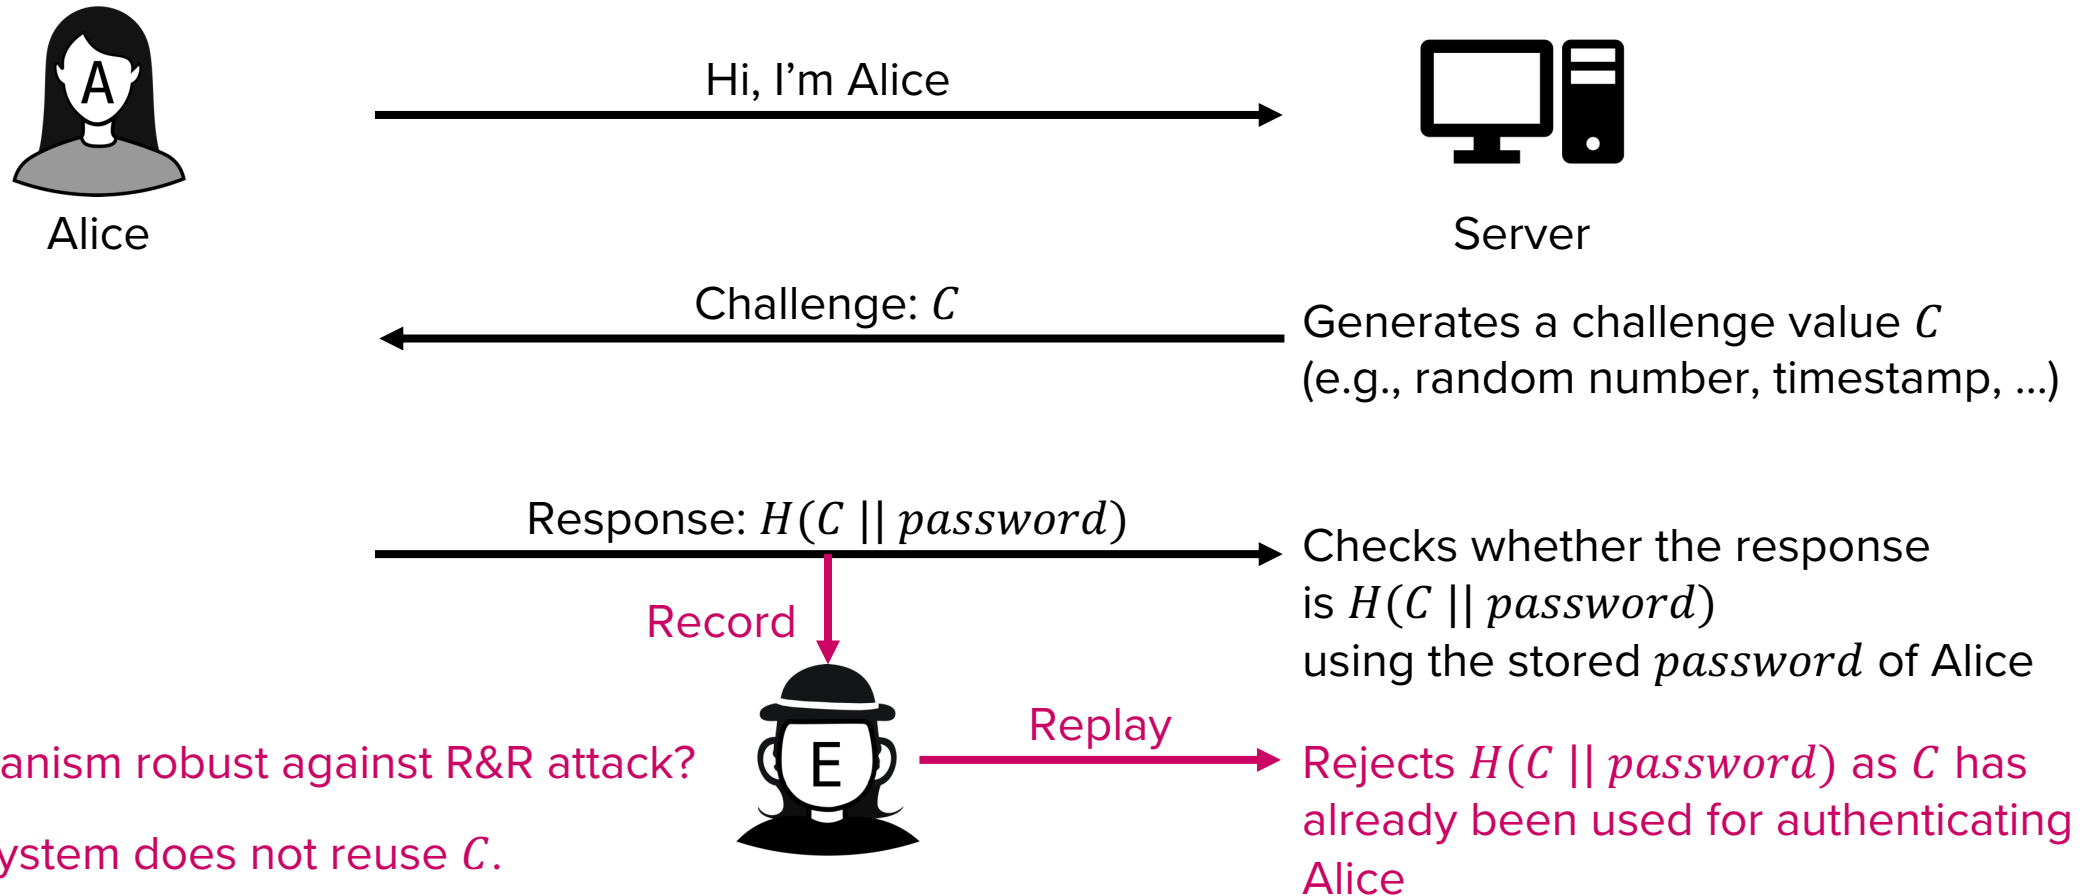 A
Hi, I’m Alice
Alice
Server
Challenge: C
Generates a challenge value C
(e.g., random number, timestamp, ...)
Response: H(C || password)
Checks whether the response
is H(C || password)
using the stored password of Alice
Record
E
Replay
anism robust against R&R attack?
Rejects H(C || password) as C has
already been used for authenticating
Alice
ystem does not reuse C.